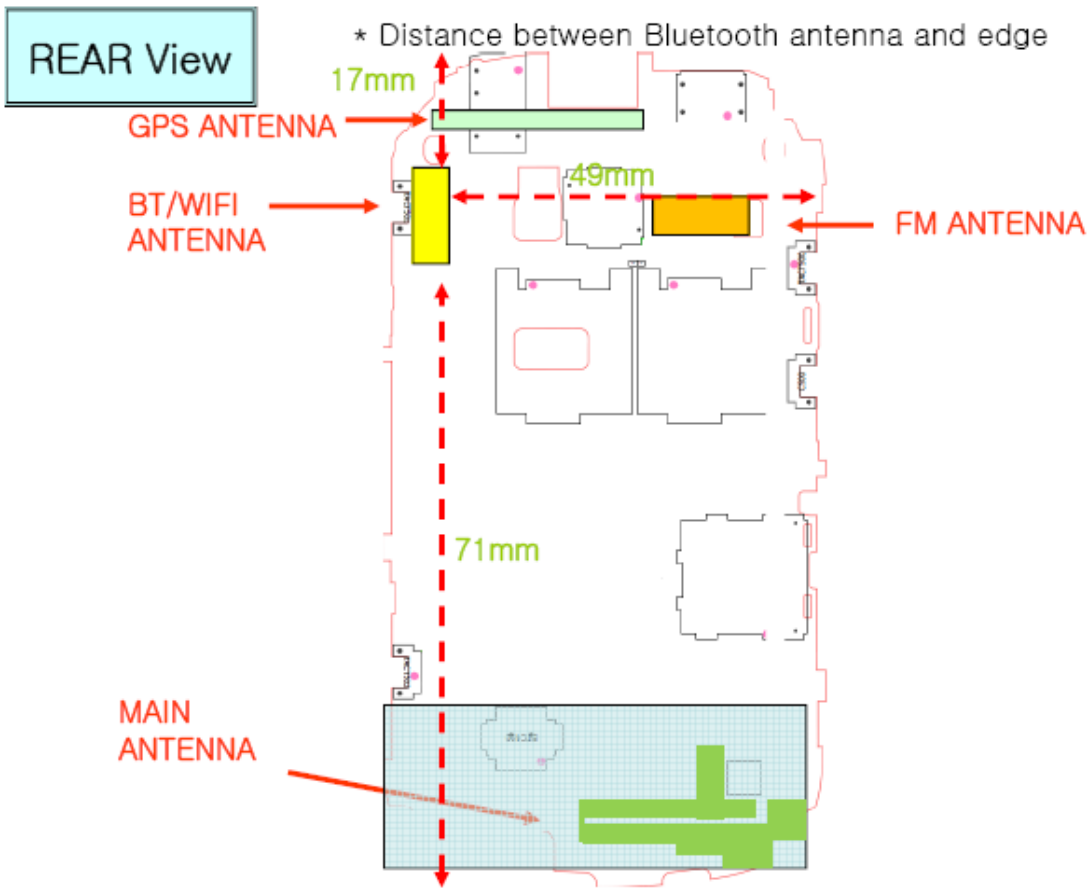 REAR View
* Distance between Bluetooth antenna and edge
17mm
GPS ANTENNA
49mm
BT/WIFI
ANTENNA
FM ANTENNA
71mm
MAIN
ANTENNA